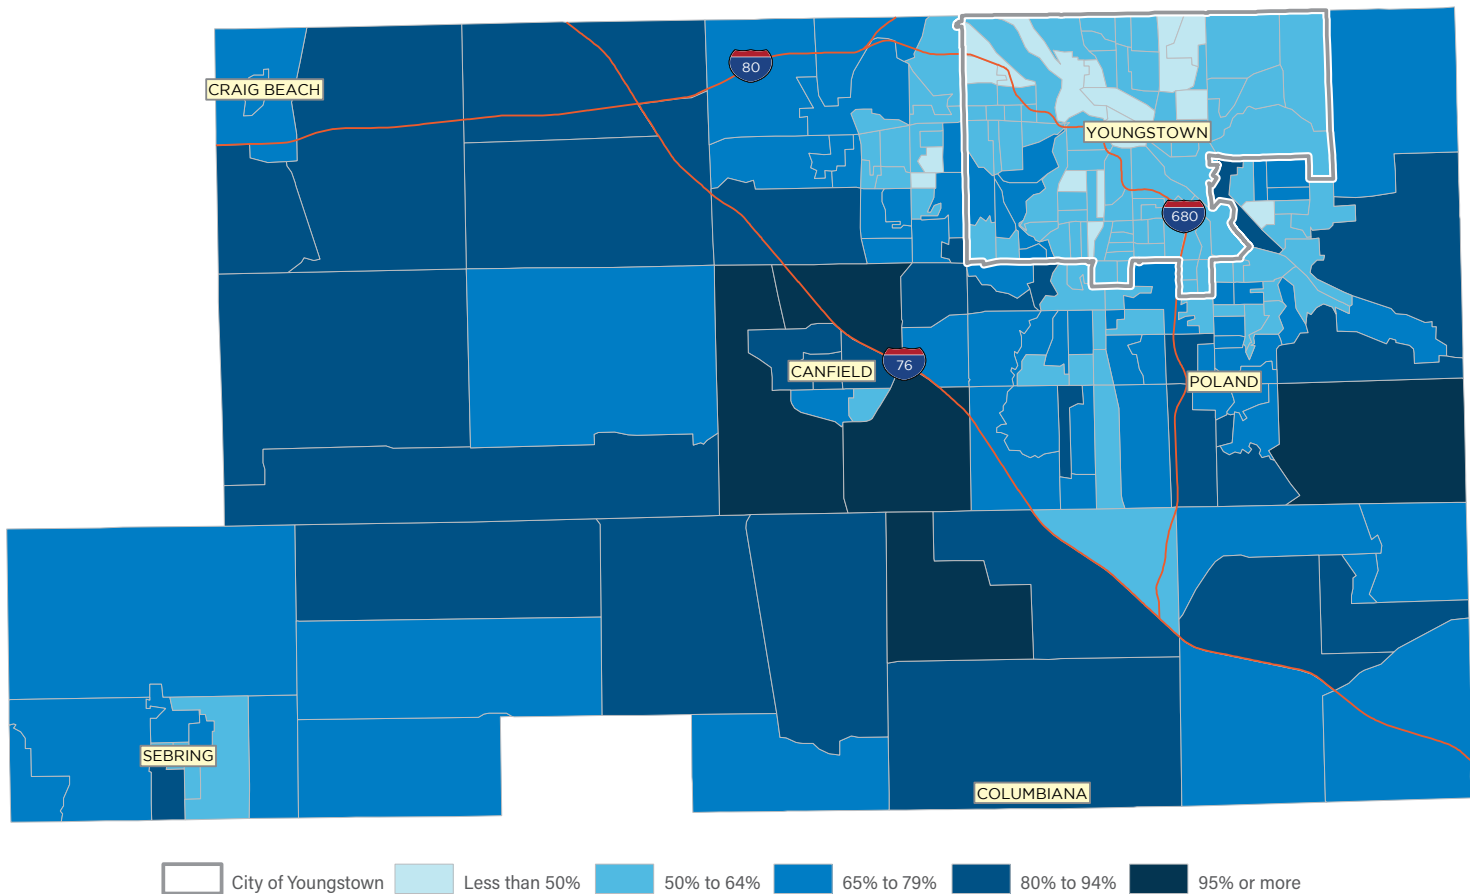 CRAIG BEACH
80
YOUNGSTOWN
680
CANFIELD
76
POLAND
SEBRING
COLUMBIANA
City of Youngstown
Less than 50%
50% to 64%
65% to 79%
80% to 94%
95% or more